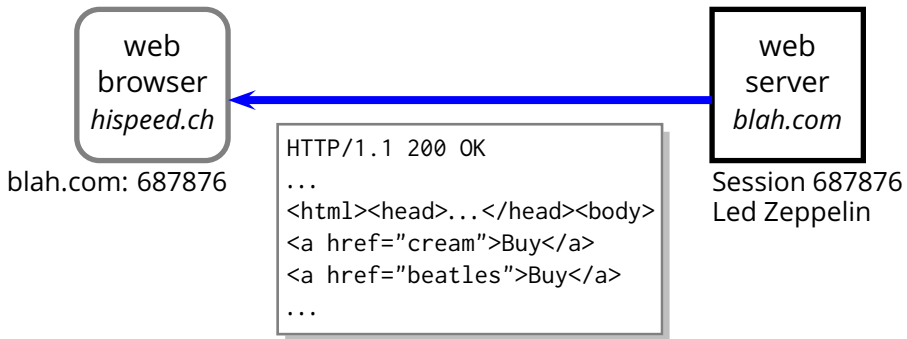 web
browser
hispeed.ch
blah.com: 687876
web
server
blah.com
Session 687876
Led Zeppelin
HTTP/1.1 200 OK
...
<html><head>...</head><body>
<a href="cream">Buy</a>
<a href="beatles">Buy</a>
...